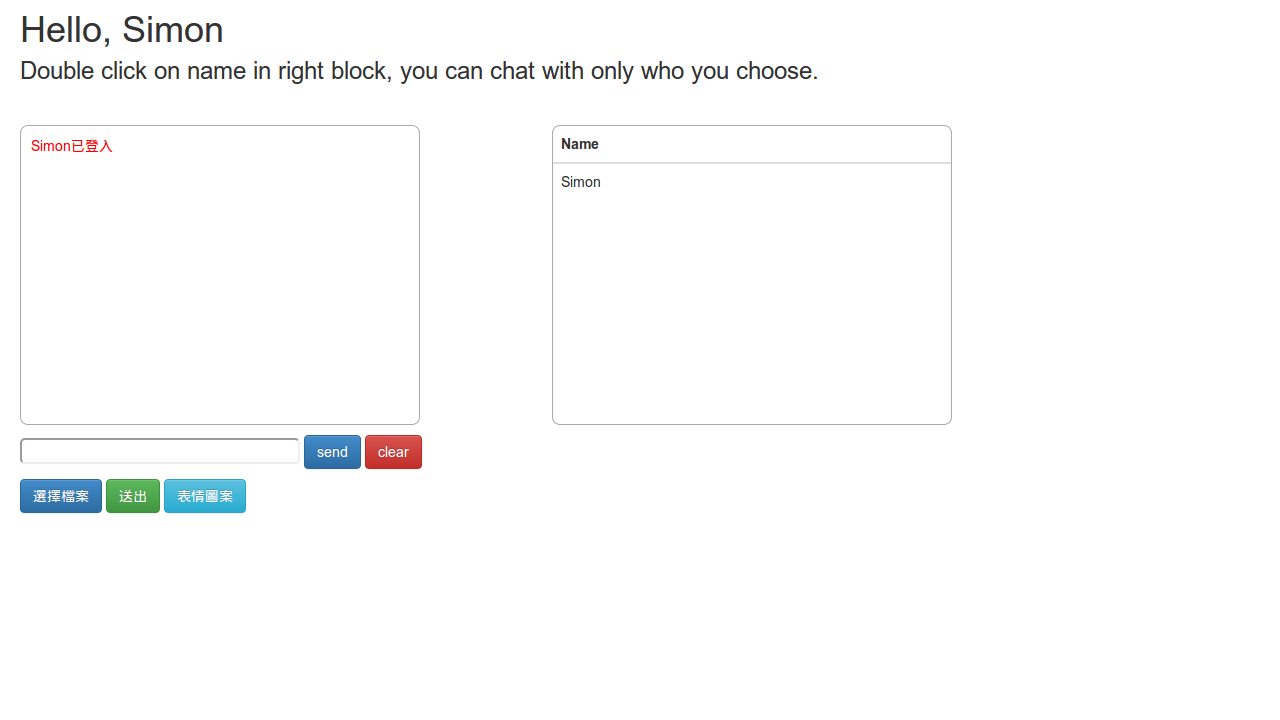 Hello, Simon
Double click on name in right block, you can chat with only who you choose.
Simon已登入
Name
Simon
send clear
選擇檔案 送出 表情圖案